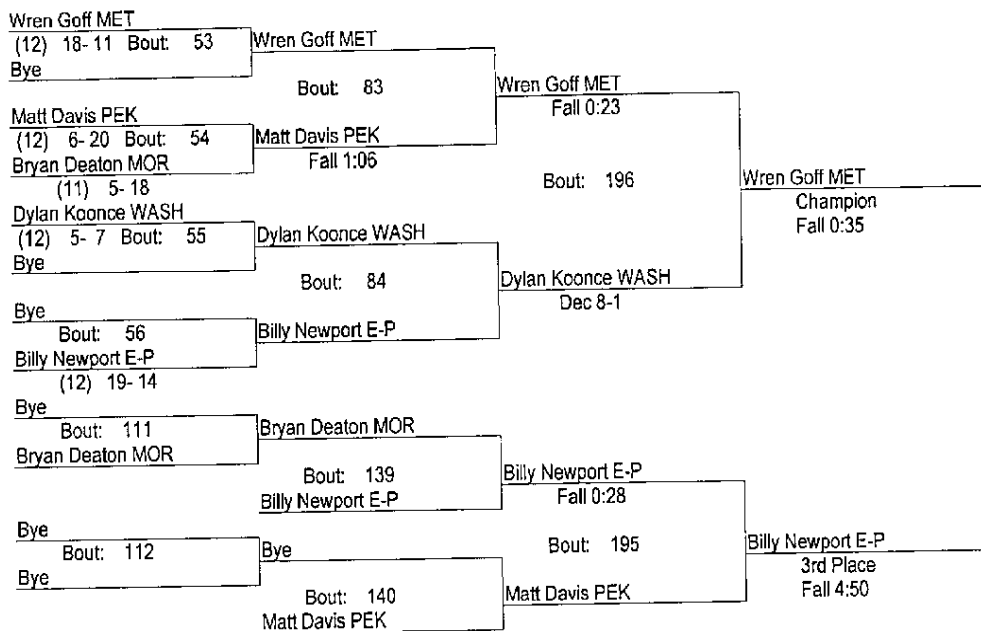 Wren Goff MET
(12) 18- 11 Bout: 53
Bye
Wren Goff MET
Bout: 83
Matt Davis PEK
(12) 6- 20 Bout: 54
Bryan Deaton MOR
(11) 5- 18
Matt Davis PEK
Fall 1:06
Wren Goff MET
Fall 0:23
Dylan Koonce WASH
(12) 5- 7 Bout: 55
Bye
Dylan Koonce WASH
Bout: 84
Bye
Bout: 56
Billy Newport E-P
(12) 19- 14
Billy Newport E-P
Dylan Koonce WASH
Dec 8-1
Bout: 196
Wren Goff MET
Champion
Fall 0:35
Bye
Bout: 111
Bryan Deaton MOR
Bryan Deaton MOR
Bout: 139
Billy Newport E-P
Billy Newport E-P
Fall 0:28
Bye
Bout: 112
Bye
Bye
Bout: 140
Matt Davis PEK
Matt Davis PEK
Bout: 195
Billy Newport E-P
3rd Place
Fall 4:50